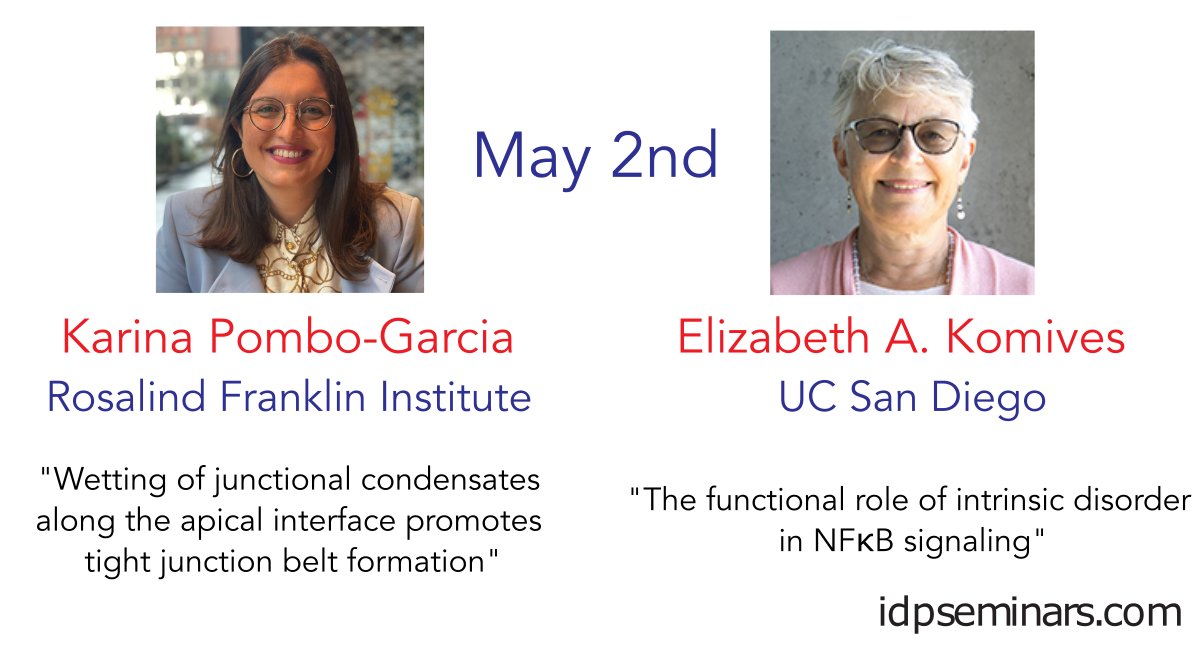 May 2nd
Karina Pombo-Garcia
Rosalind Franklin Institute
"Wetting of junctional condensates
along the apical interface promotes
tight junction belt formation"
Elizabeth A. Komives
UC San Diego
"The functional role of intrinsic disorder
in NFκB signaling"
idpseminars.com